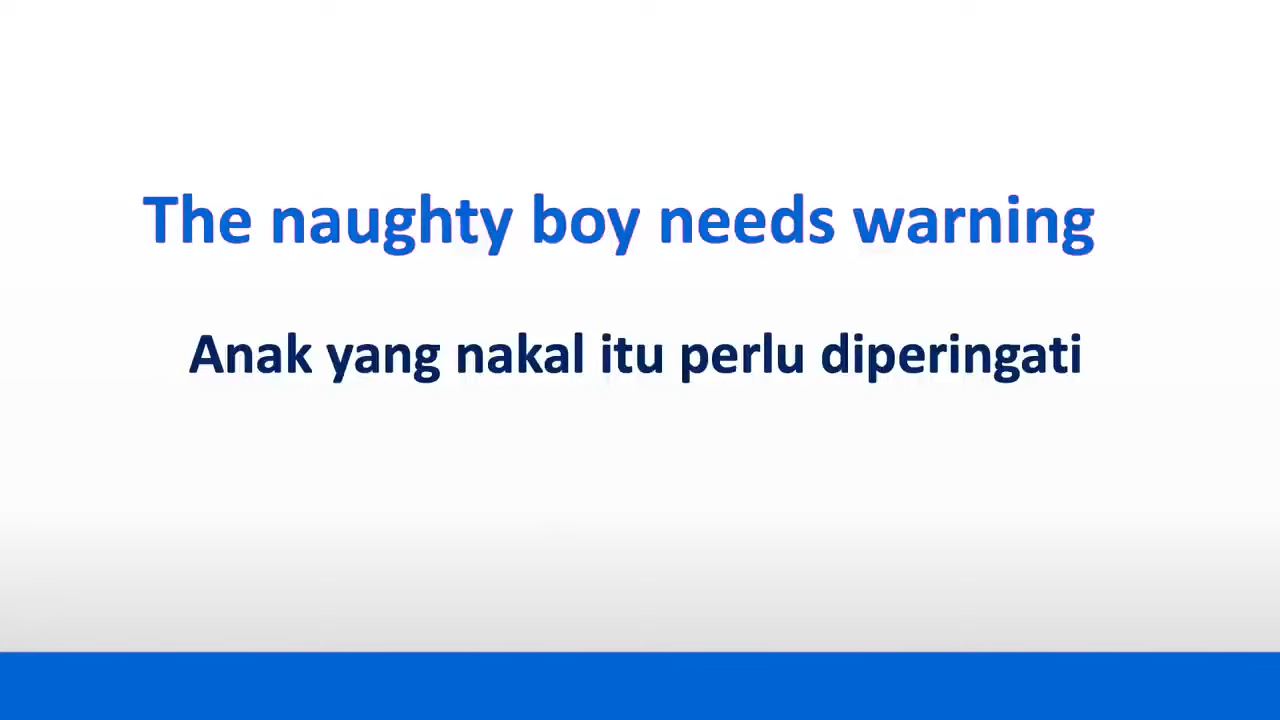 The naughty boy needs warning
Anak yang nakal itu perlu diperingati